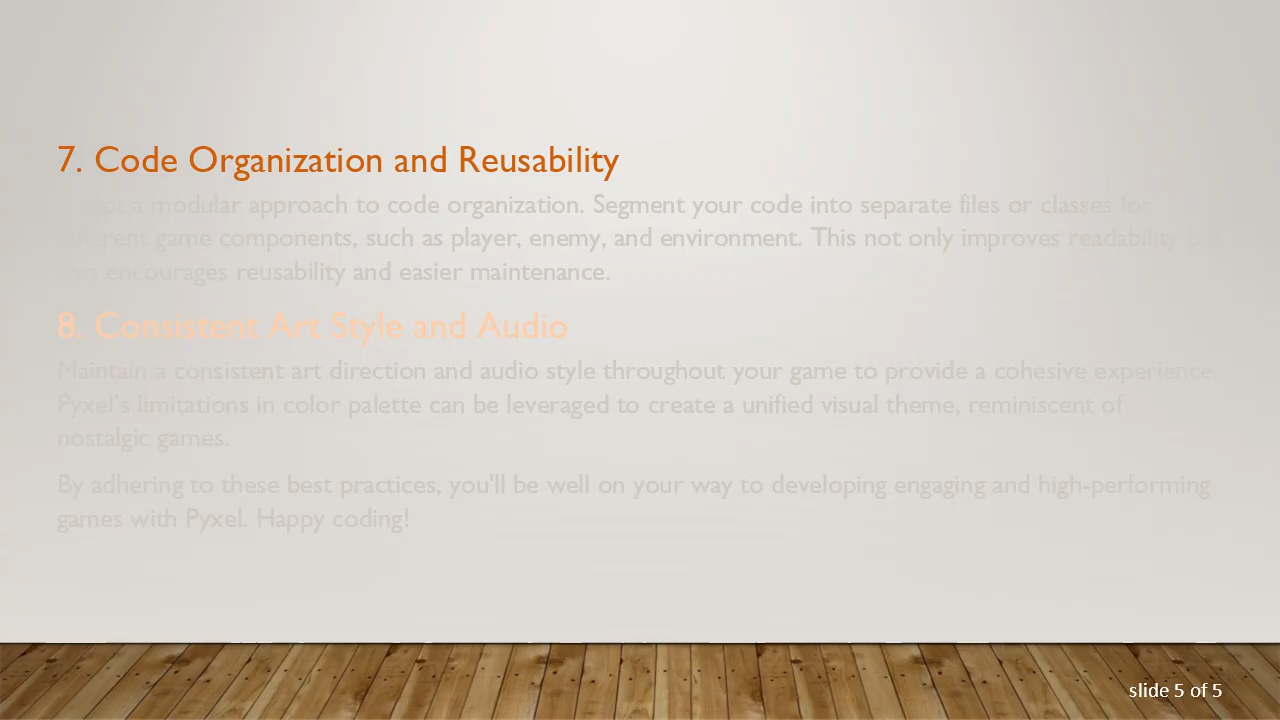 7. Code Organization and Reusability
a modular approach to code organization. Segment your code into separate files or classes for
different game components, such as player, enemy, and environment. This not only improves readability but
also encourages reusability and easier maintenance.
8. Consistent Art Style and Audio
Maintain a consistent art direction and audio style throughout your game to provide a cohesive experience.
Pyxel's limitations in color palette can be leveraged to create a unified visual theme, reminiscent of
nostalgic games.
By adhering to these best practices, you'll be well on your way to developing engaging and high-performing
games with Pyxel. Happy coding!
slide 5 of 5